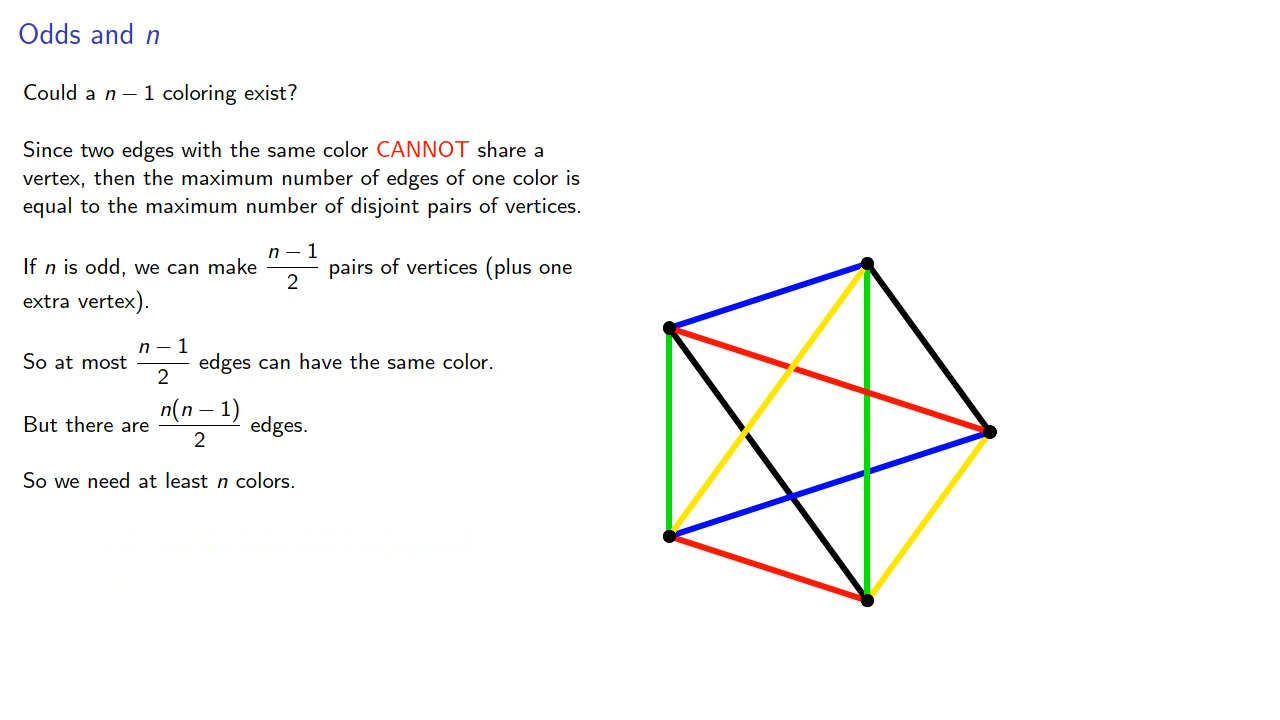 Odds and n
Could a n − 1 coloring exist?
Since two edges with the same color CANNOT share a
vertex, then the maximum number of edges of one color is
equal to the maximum number of disjoint pairs of vertices.
If n is odd, we can make (n − 1)/2 pairs of vertices (plus one
extra vertex).
So at most (n − 1)/2 edges can have the same color.
But there are n(n − 1)/2 edges.
So we need at least n colors.